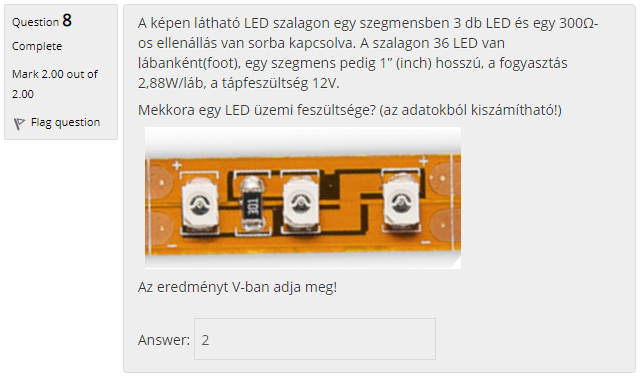 Question 8
Complete
Mark 2.00 out of
2.00
Flag question
A képen látható LED szalagon egy szegmensben 3 db LED és egy 300Ω-
os ellenállás van sorba kapcsolva. A szalagon 36 LED van
lábanként(foot), egy szegmens pedig 1” (inch) hosszú, a fogyasztás
2,88W/láb, a tápfeszültség 12V.
Mekkora egy LED üzemi feszültsége? (az adatokból kiszámítható!)
+
+
–
–
Az eredményt V-ban adja meg!
Answer: 2